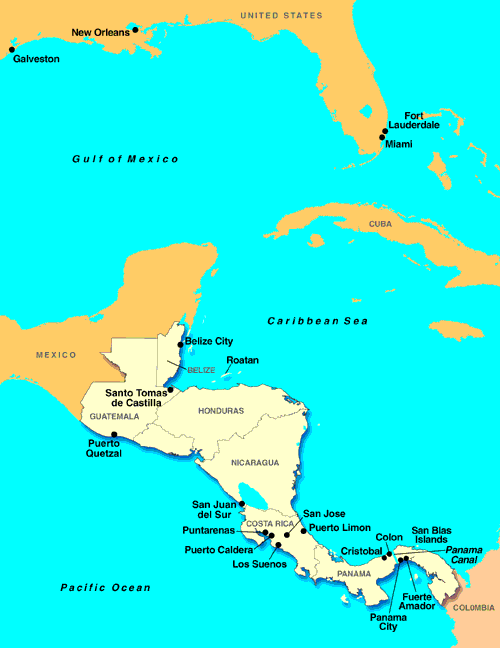 UNITED STATES
New Orleans
Galveston
Fort
Lauderdale
Miami
Gulf of Mexico
CUBA
Caribbean Sea
Belize City
MEXICO
Roatan
BELIZE
Santo Tomas
de Castilla
HONDURAS
GUATEMALA
Puerto
Quetzal
NICARAGUA
San Juan
del Sur
San Jose
COSTA RICA
Puerto Limon
Puntarenas
San Blas
Islands
Colon
Puerto Caldera
Cristobal
Panama
Canal
Los Suenos
PANAMA
Pacific Ocean
Fuerte
Amador
COLOMBIA
Panama
City